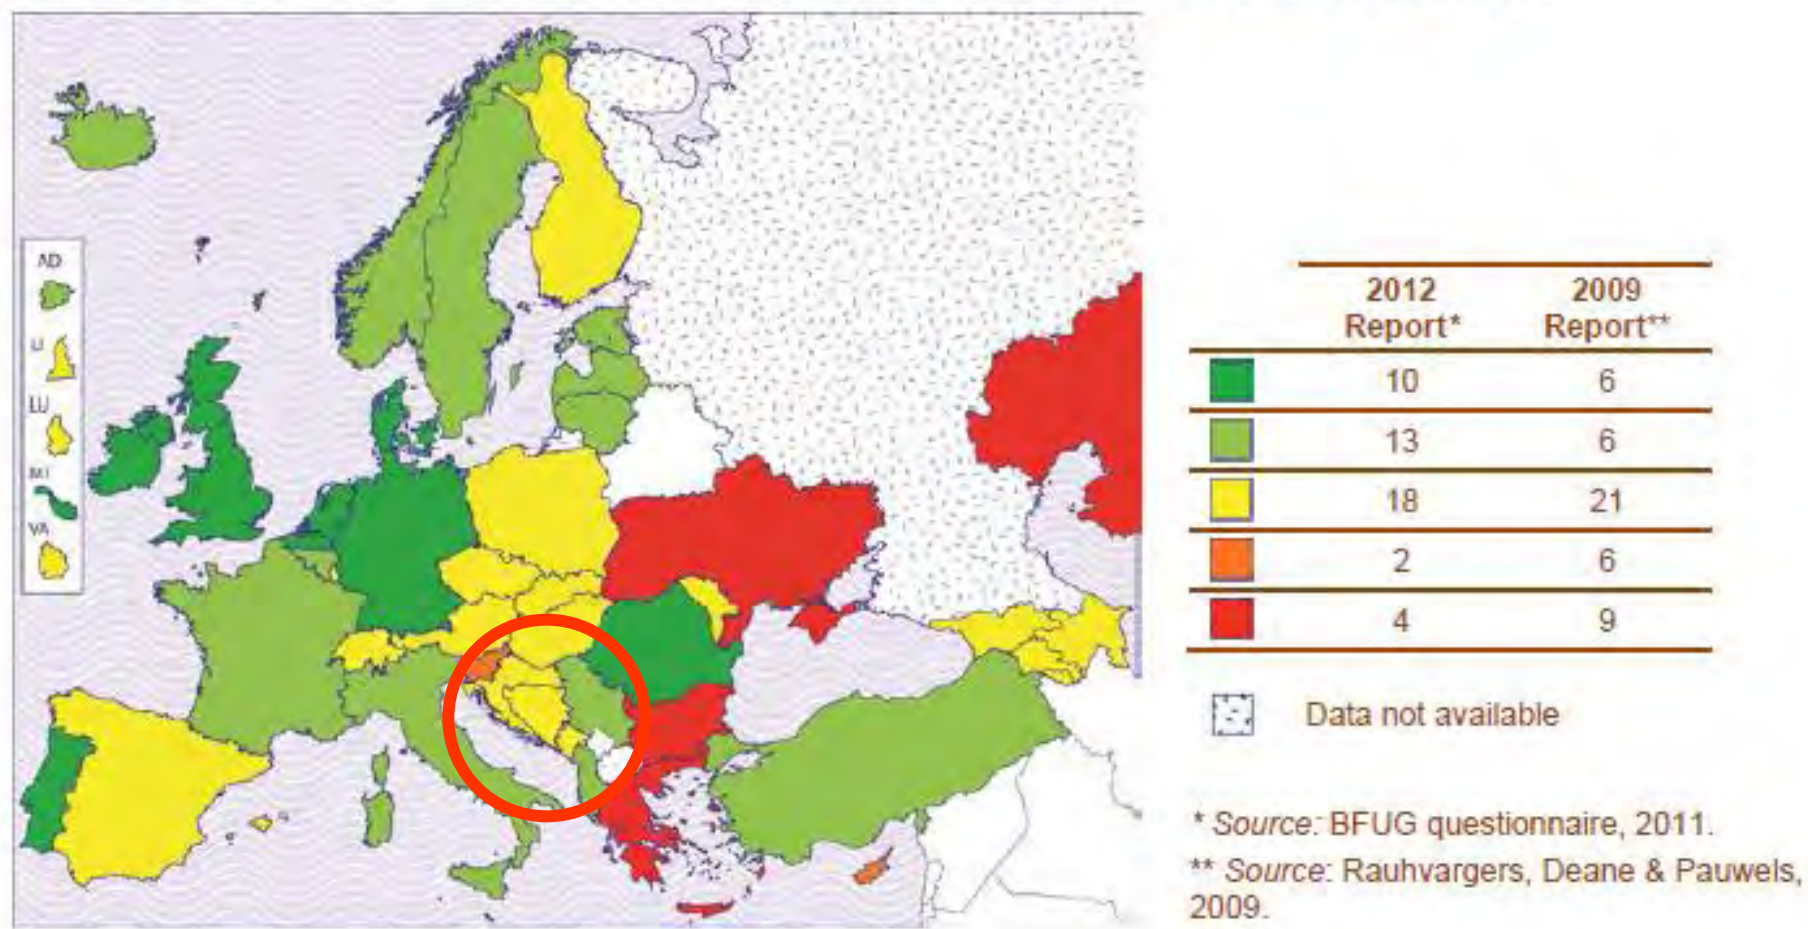 AD
LI
LU
MT
VA
2012 2009
Report* Report**
10 6
13 6
18 21
2 6
4 9
Data not available
* Source: BFUG questionnaire, 2011.
** Source: Rauhvargers, Deane & Pauwels,
2009.